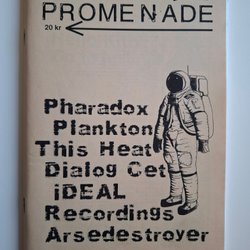 PROMENADE
20 kr
Pharadox
Plankton
This Heat
Dialog Cet
iDEAL
Recordings
Arsedestroyer